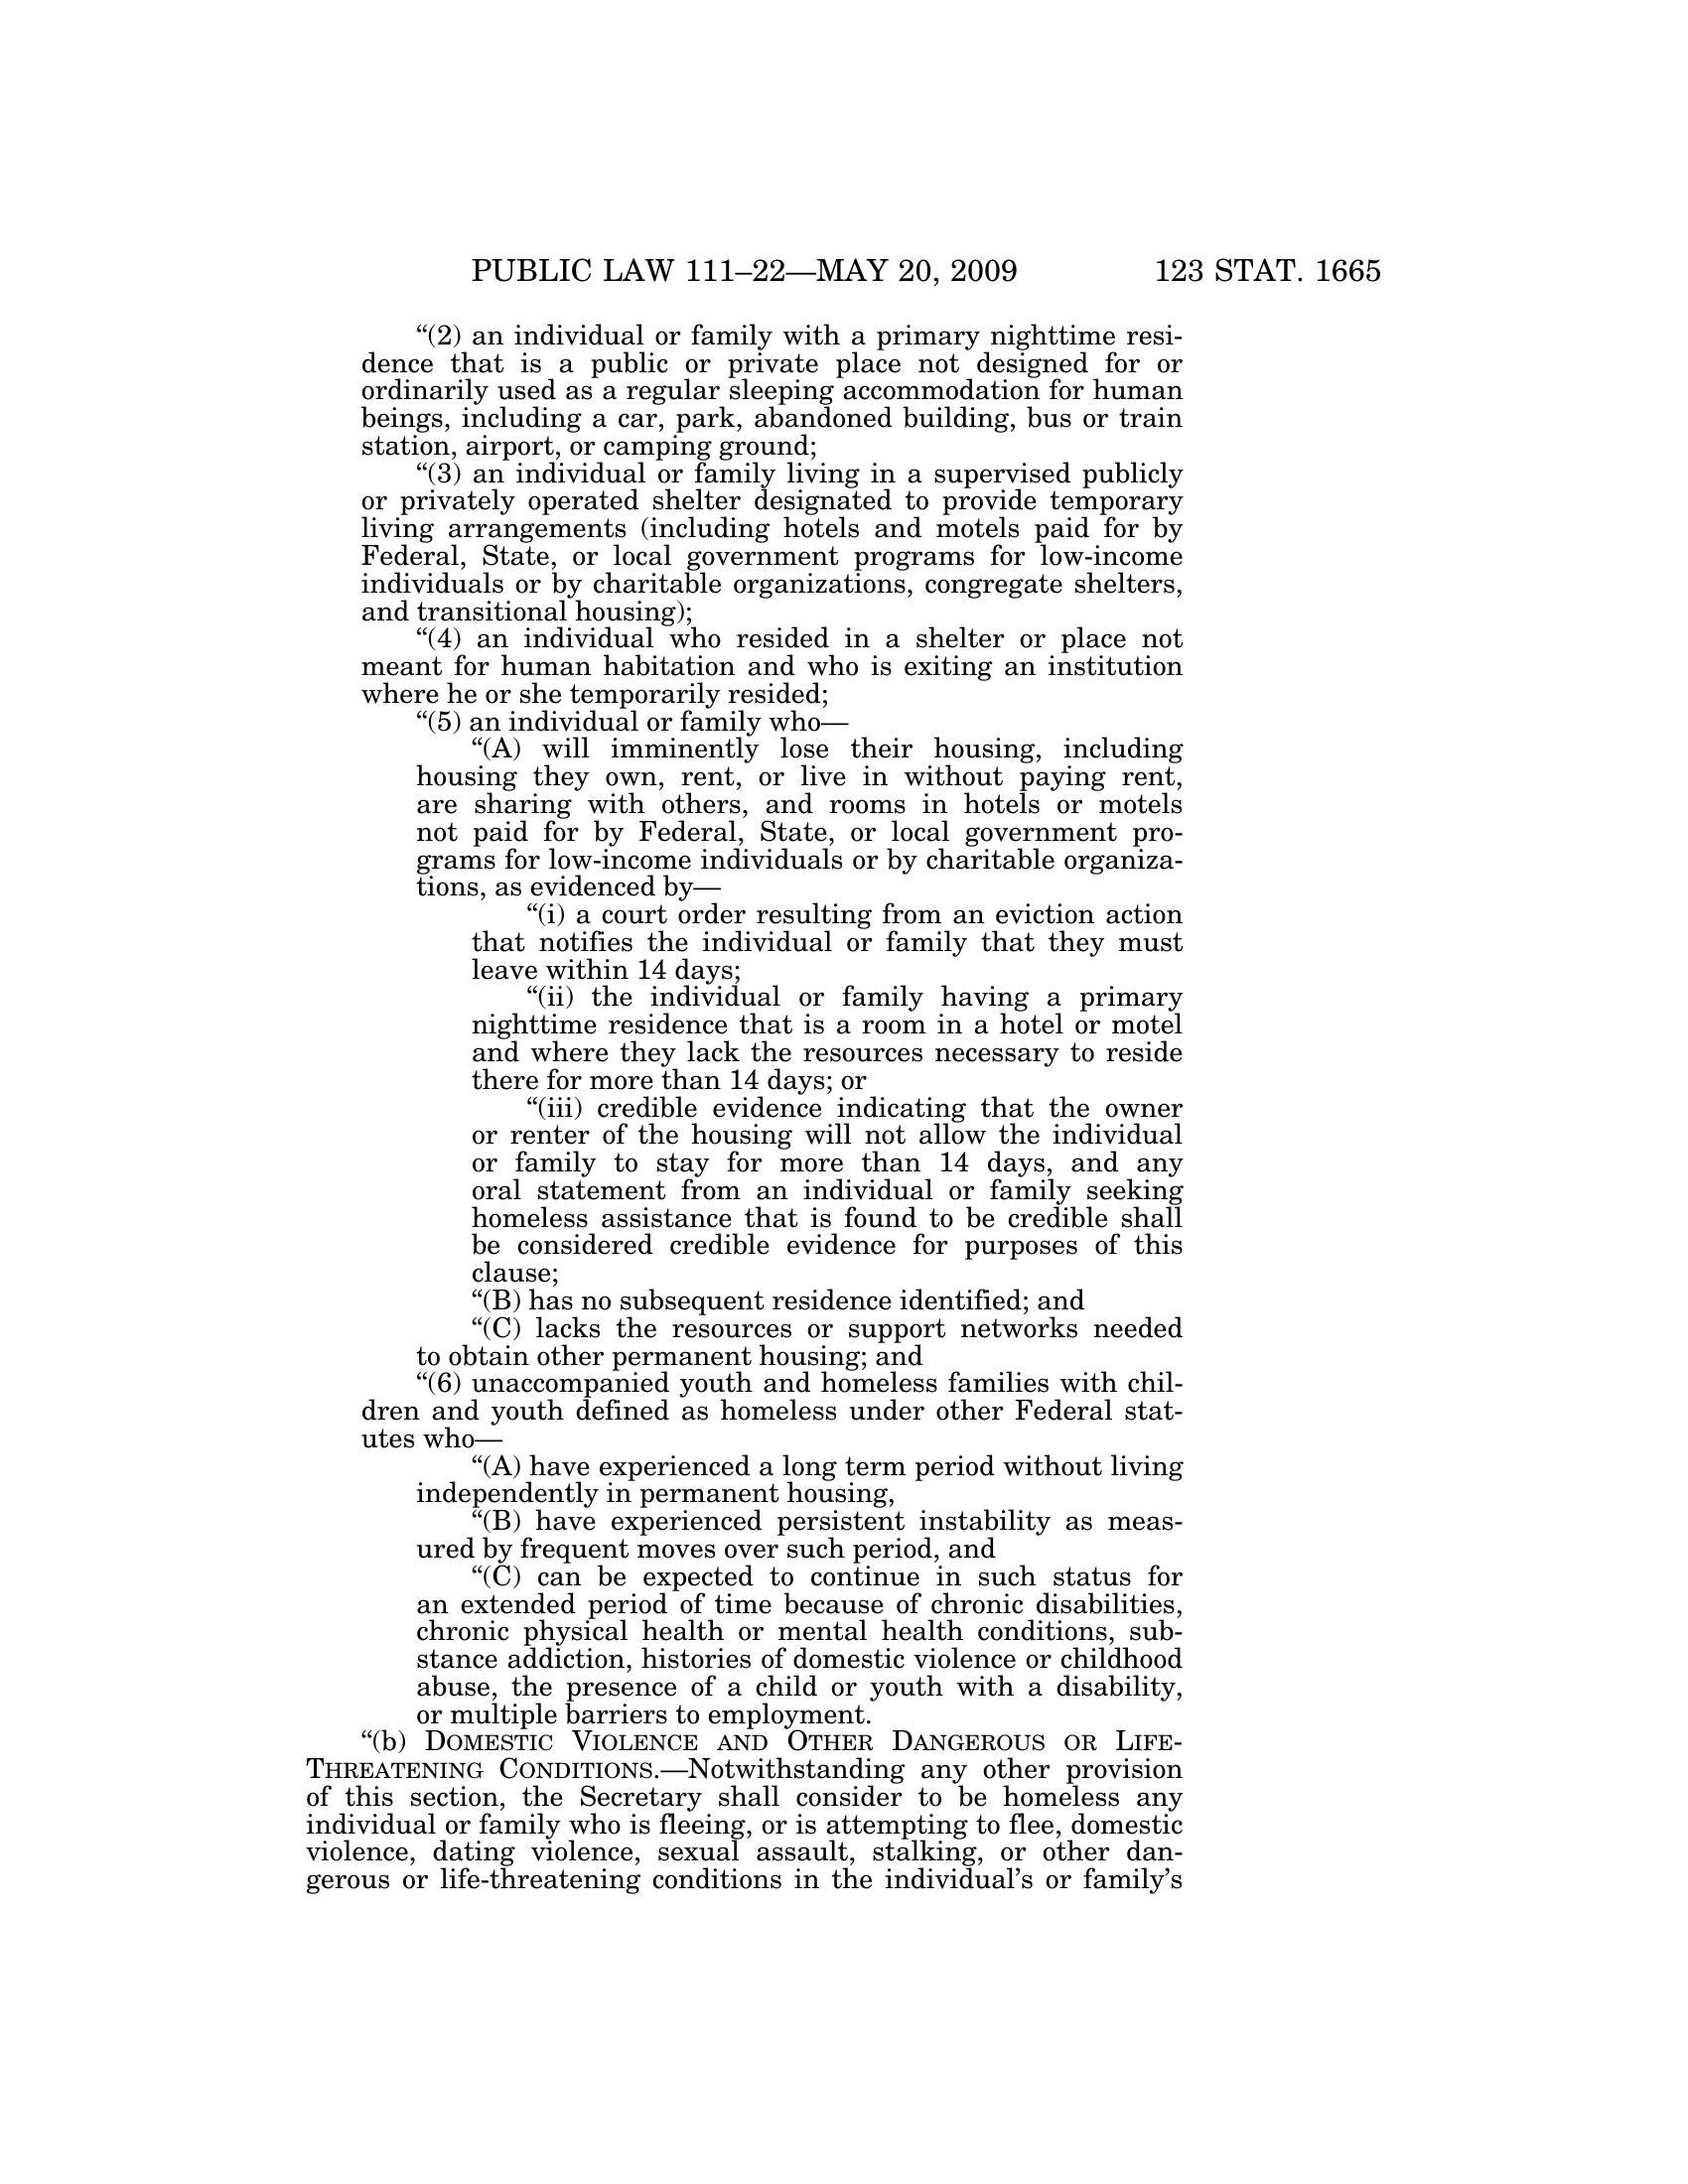 PUBLIC LAW 111–22—MAY 20, 2009 123 STAT. 1665
“(2) an individual or family with a primary nighttime resi-
dence that is a public or private place not designed for or
ordinarily used as a regular sleeping accommodation for human
beings, including a car, park, abandoned building, bus or train
station, airport, or camping ground;
“(3) an individual or family living in a supervised publicly
or privately operated shelter designated to provide temporary
living arrangements (including hotels and motels paid for by
Federal, State, or local government programs for low-income
individuals or by charitable organizations, congregate shelters,
and transitional housing);
“(4) an individual who resided in a shelter or place not
meant for human habitation and who is exiting an institution
where he or she temporarily resided;
“(5) an individual or family who—
“(A) will imminently lose their housing, including
housing they own, rent, or live in without paying rent,
are sharing with others, and rooms in hotels or motels
not paid for by Federal, State, or local government pro-
grams for low-income individuals or by charitable organiza-
tions, as evidenced by—
“(i) a court order resulting from an eviction action
that notifies the individual or family that they must
leave within 14 days;
“(ii) the individual or family having a primary
nighttime residence that is a room in a hotel or motel
and where they lack the resources necessary to reside
there for more than 14 days; or
“(iii) credible evidence indicating that the owner
or renter of the housing will not allow the individual
or family to stay for more than 14 days, and any
oral statement from an individual or family seeking
homeless assistance that is found to be credible shall
be considered credible evidence for purposes of this
clause;
“(B) has no subsequent residence identified; and
“(C) lacks the resources or support networks needed
to obtain other permanent housing; and
“(6) unaccompanied youth and homeless families with chil-
dren and youth defined as homeless under other Federal stat-
utes who—
“(A) have experienced a long term period without living
independently in permanent housing,
“(B) have experienced persistent instability as meas-
ured by frequent moves over such period, and
“(C) can be expected to continue in such status for
an extended period of time because of chronic disabilities,
chronic physical health or mental health conditions, sub-
stance addiction, histories of domestic violence or childhood
abuse, the presence of a child or youth with a disability,
or multiple barriers to employment.
“(b) DOMESTIC VIOLENCE AND OTHER DANGEROUS OR LIFE-
THREATENING CONDITIONS.—Notwithstanding any other provision
of this section, the Secretary shall consider to be homeless any
individual or family who is fleeing, or is attempting to flee, domestic
violence, dating violence, sexual assault, stalking, or other dan-
gerous or life-threatening conditions in the individual’s or family’s